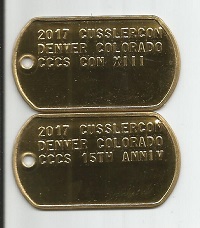 2017 CUSSLERCON
DENVER COLORADO
CCCS CON XIII
2017 CUSSLERCON
DENVER COLORADO
CCCS 15TH ANNIV